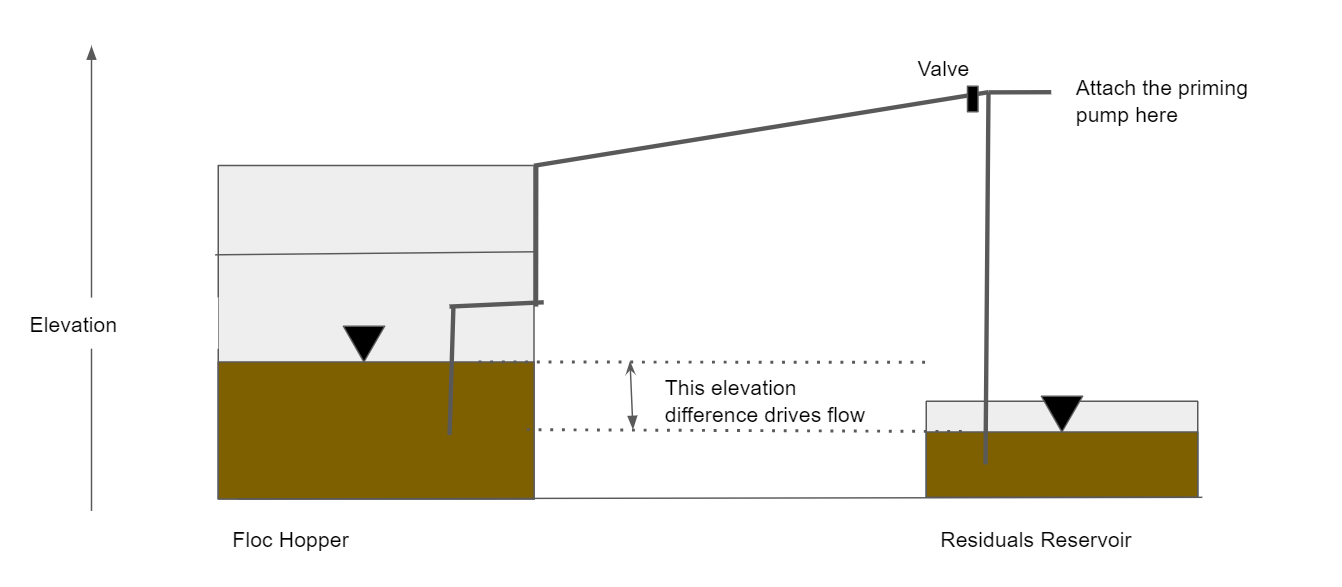 Valve
Attach the priming
pump here
Elevation
This elevation
difference drives flow
Floc Hopper
Residuals Reservoir